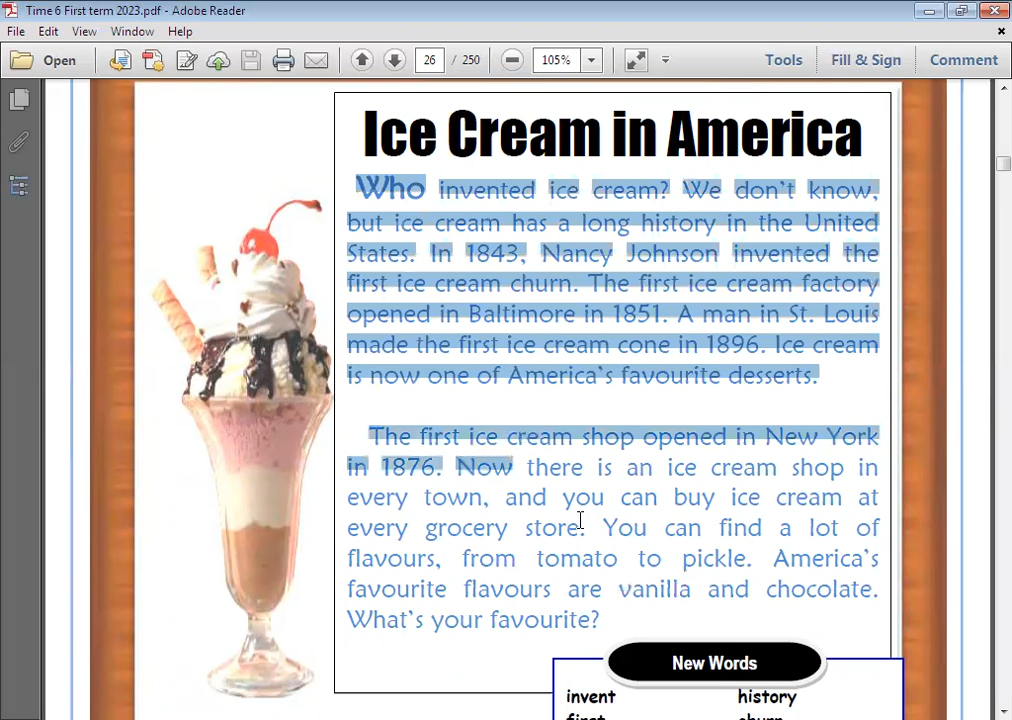 Time 6 First term 2023.pdf - Adobe Reader
File Edit View Window Help
Open 26 / 250 105% Tools Fill & Sign Comment
Ice Cream in America
Who invented ice cream? We don't know,
but ice cream has a long history in the United
States. In 1843, Nancy Johnson invented the
first ice cream churn. The first ice cream factory
opened in Baltimore in 1851. A man in St. Louis
made the first ice cream cone in 1896. Ice cream
is now one of America's favourite desserts.
The first ice cream shop opened in New York
in 1876. Now there is an ice cream shop in
every town, and you can buy ice cream at
every grocery store. You can find a lot of
flavours, from tomato to pickle. America's
favourite flavours are vanilla and chocolate.
What's your favourite?
New Words
invent history
first churn